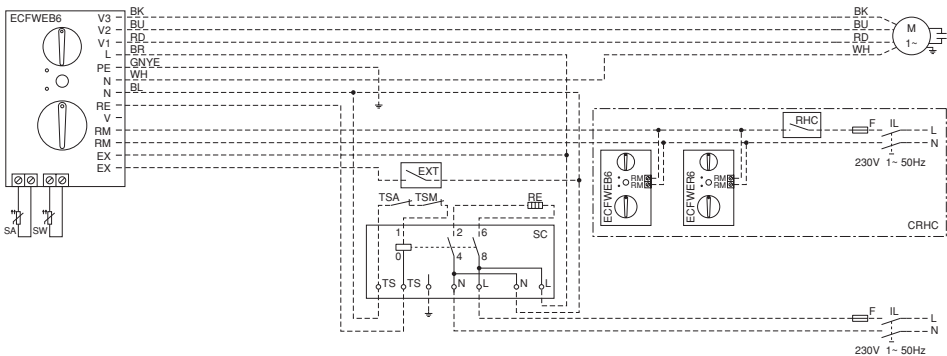 ECFWEB6
V3 BK BK
V2 BU BU
V1 RD RD
L BR WH
PE GNYE
N WH
N BL
RE
V
RM
RM
EX
EX
M
1~
RHC F IL L
N
230V 1~ 50Hz
ECFWEB6
RM
RM
ECFWER6
RM
RM
CRHC
EXT
SA SW
TSA TSM RE
1 2 6 SC
0 4 8
TS TS N L N L
F IL L
N
230V 1~ 50Hz